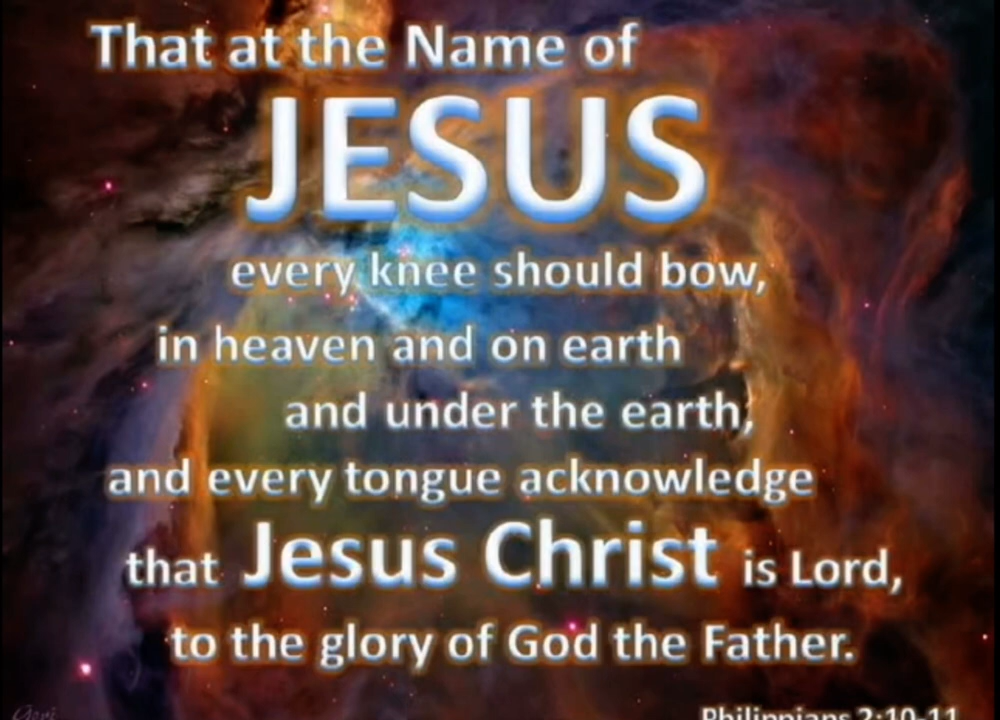 That at the Name of
JESUS
every knee should bow,
in heaven and on earth
and under the earth,
and every tongue acknowledge
that Jesus Christ is Lord,
to the glory of God the Father.
Philippians 2:10-11